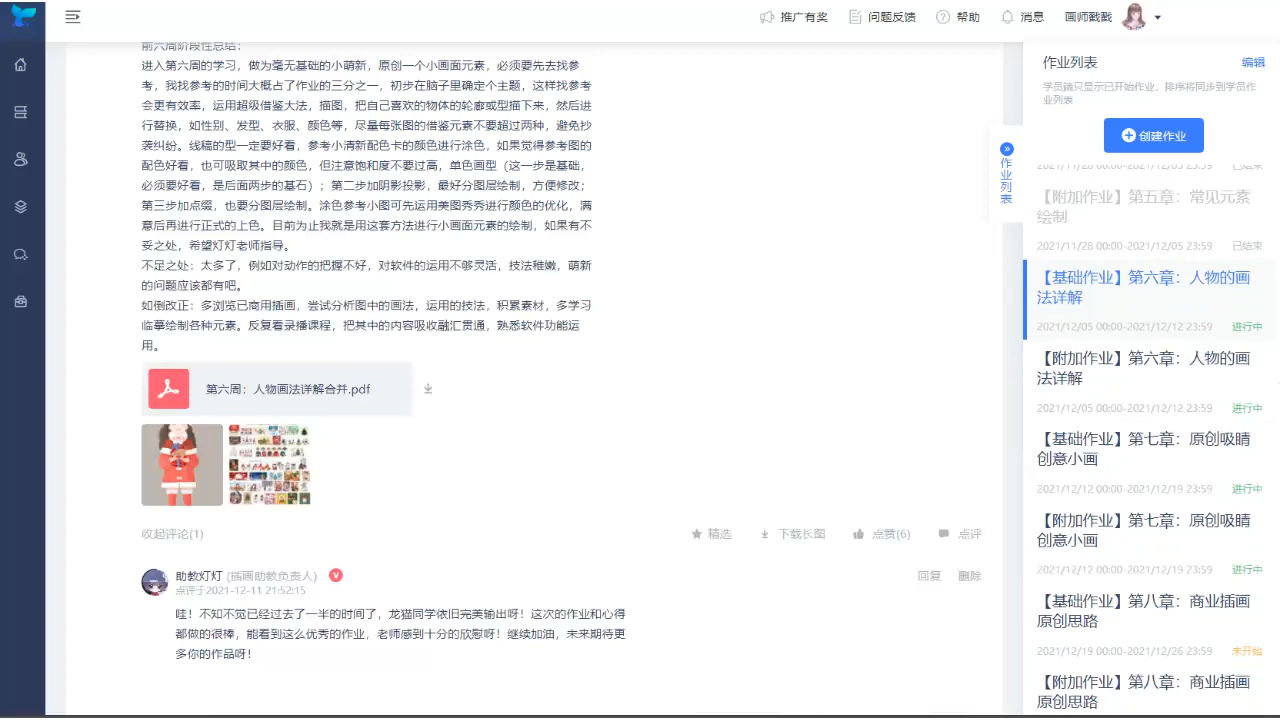 推广有奖
问题反馈
帮助
消息
画师戳戳
前六周阶段性总结：
进入第六周的学习，做为毫无基础的小萌新，原创一个小画面元素，必须要先去找参
考，我找参考的时间大概占了作业的三分之一，初步在脑子里确定个主题，这样找参考
会更有效率，运用超级借鉴大法，描图，把自己喜欢的物体的轮廓或型描下来，然后进
行替换，如性别、发型、衣服、颜色等，尽量每张图的借鉴元素不要超过两种，避免抄
袭纠纷。线稿的型一定要好看，参考小清新配色卡的颜色进行涂色，如果觉得参考图的
配色好看，也可吸取其中的颜色，但注意饱和度不要过高，单色画型（这一步是基础，
必须要好看，是后面两步的基石）；第二步加阴影投影，最好分图层绘制，方便修改；
第三步加点缀，也要分图层绘制。涂色参考小图可先运用美图秀秀进行颜色的优化，满
意后再进行正式的上色。目前为止我就是用这套方法进行小画面元素的绘制，如果有不
妥之处，希望灯灯老师指导。
不足之处：太多了，例如对动作的把握不好，对软件的运用不够灵活，技法稚嫩，萌新
的问题应该都有吧。
如倒改正：多浏览已商用插画，尝试分析图中的画法，运用的技法，积累素材，多学习
临摹绘制各种元素。反复看录播课程，把其中的内容吸收融汇贯通，熟悉软件功能运
用。
第六周：人物画法详解合并.pdf
收起评论(1)
精选
下载长图
点赞(6)
点评
助教灯灯 (插画助教负责人) V
回复
删除
点评于2021-12-11 21:52:15
哇！不知不觉已经过去了一半的时间了，龙猫同学依旧完美输出呀！这次的作业和心得
都做的很棒，能看到这么优秀的作业，老师感到十分的欣慰呀！继续加油，未来期待更
多你的作品呀！
作业列表
作业列表
编辑
学员端只显示已开始作业，排序将同步到学员作
业列表
创建作业
2021/11/28 00:00-2021/12/05 23:59
已结束
【附加作业】第五章：常见元素
绘制
2021/11/28 00:00-2021/12/05 23:59
已结束
【基础作业】第六章：人物的画
法详解
2021/12/05 00:00-2021/12/12 23:59
进行中
【附加作业】第六章：人物的画
法详解
2021/12/05 00:00-2021/12/12 23:59
进行中
【基础作业】第七章：原创吸睛
创意小画
2021/12/12 00:00-2021/12/19 23:59
进行中
【附加作业】第七章：原创吸睛
创意小画
2021/12/12 00:00-2021/12/19 23:59
进行中
【基础作业】第八章：商业插画
原创思路
2021/12/19 00:00-2021/12/26 23:59
未开始
【附加作业】第八章：商业插画
原创思路